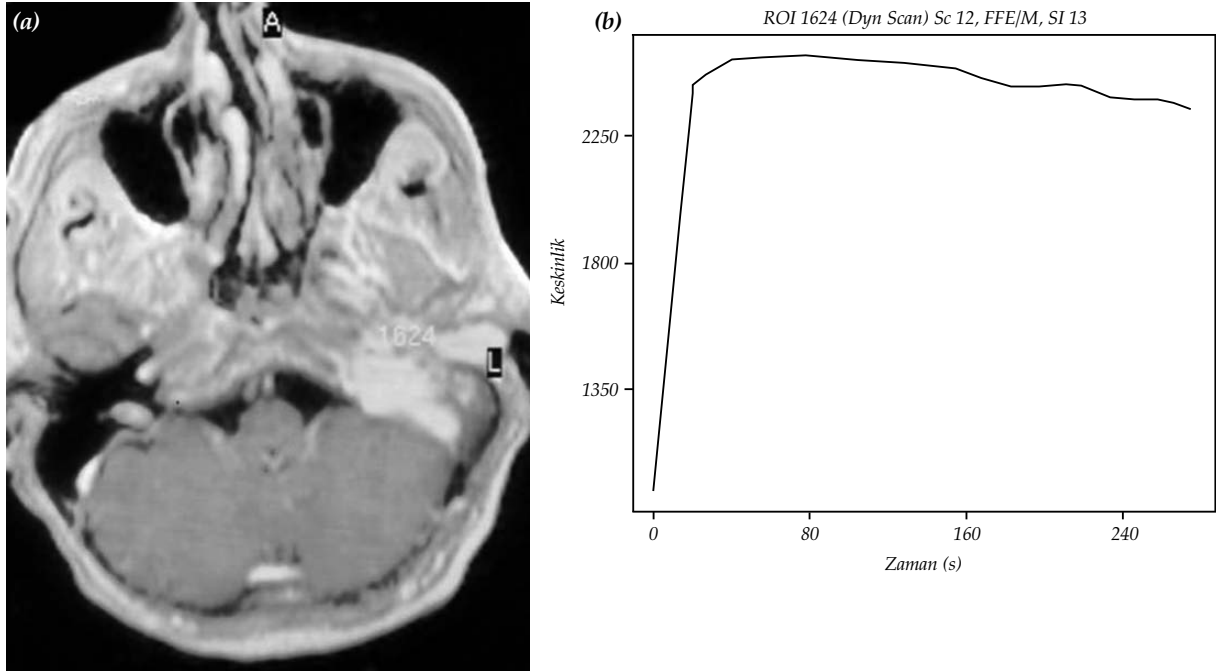 (a)
A
1624
L
(b)
ROI 1624 (Dyn Scan) Sc 12, FFE/M, SI 13
Keskinlik
2250
1800
1350
0
80
160
240
Zaman (s)